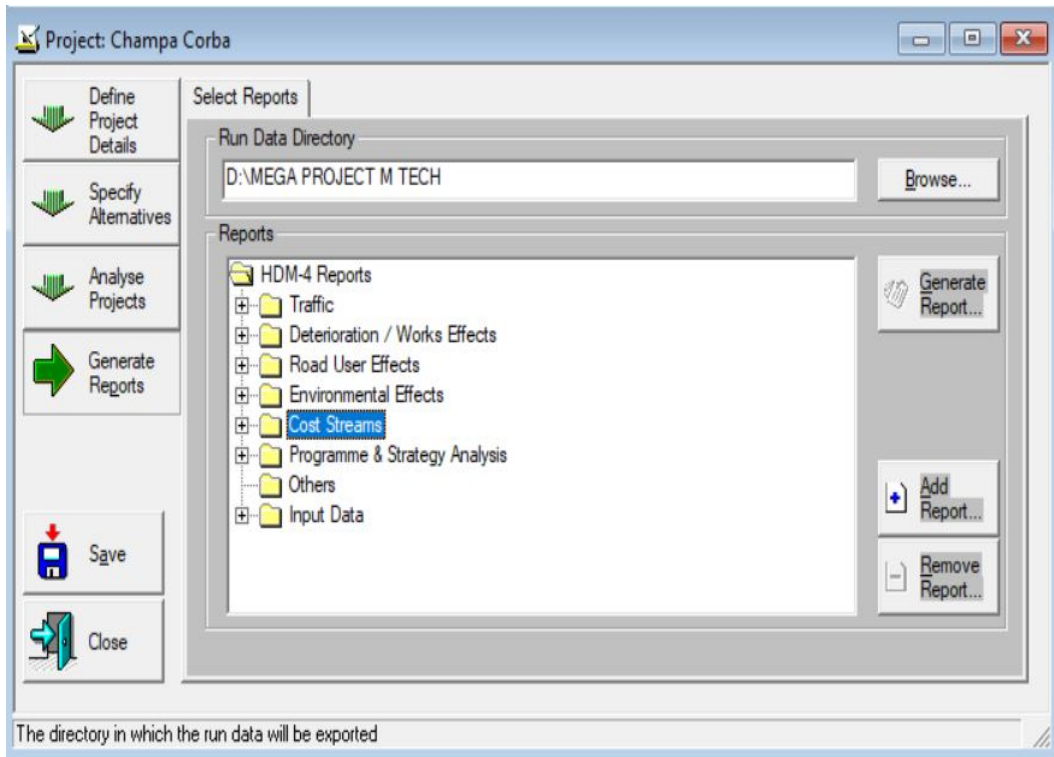 Project: Champa Corba
Define
Project
Details
Specify
Alternatives
Analyse
Projects
Generate
Reports
Save
Close
Select Reports
Run Data Directory
D:\MEGA PROJECT M TECH
Browse...
Reports
HDM-4 Reports
Traffic
Deterioration / Works Effects
Road User Effects
Environmental Effects
Cost Streams
Programme & Strategy Analysis
Others
Input Data
Generate
Report...
Add
Report...
Remove
Report...
The directory in which the run data will be exported